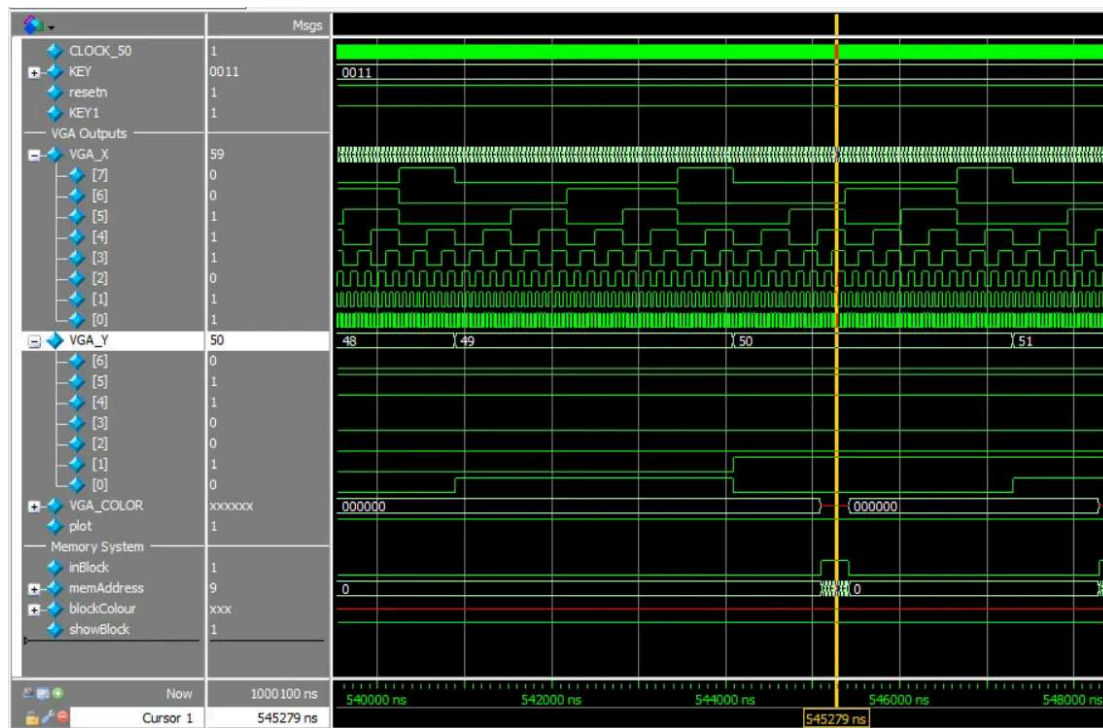 Msgs
CLOCK_50 1
KEY 0011 0011
resetn 1
KEY1 1
VGA Outputs
VGA_X 59
[7] 0
[6] 0
[5] 1
[4] 1
[3] 1
[2] 0
[1] 1
[0] 1
VGA_Y 50 48 49 50 51
[6] 0
[5] 1
[4] 1
[3] 0
[2] 0
[1] 1
[0] 0
VGA_COLOR xxxxxx 000000 000000
plot 1
Memory System
inBlock 1
memAddress 9 0 0
blockColour xxx
showBlock 1
Now 1000100 ns 540000 ns 542000 ns 544000 ns 546000 ns 548000 ns
Cursor 1 545279 ns 545279 ns